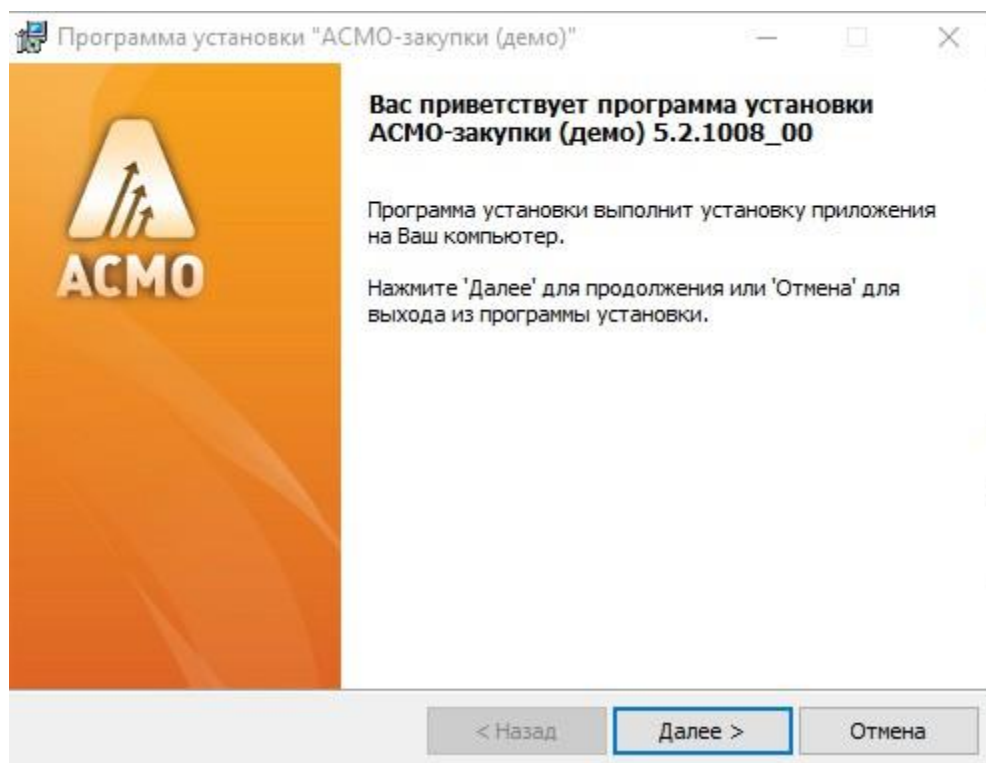 Программа установки "АСМО-закупки (демо)"
Вас приветствует программа установки
АСМО-закупки (демо) 5.2.1008_00
АСМО
Программа установки выполнит установку приложения
на Ваш компьютер.
Нажмите 'Далее' для продолжения или 'Отмена' для
выхода из программы установки.
< Назад
Далее >
Отмена